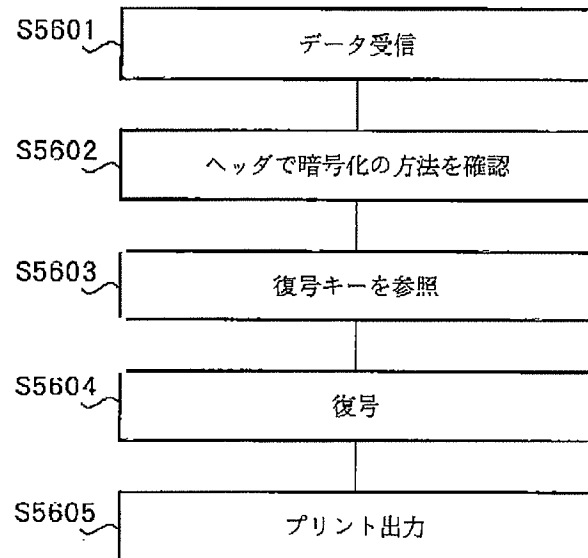 S5601 データ受信
S5602 ヘッダで暗号化の方法を確認
S5603 復号キーを参照
S5604 復号
S5605 プリント出力